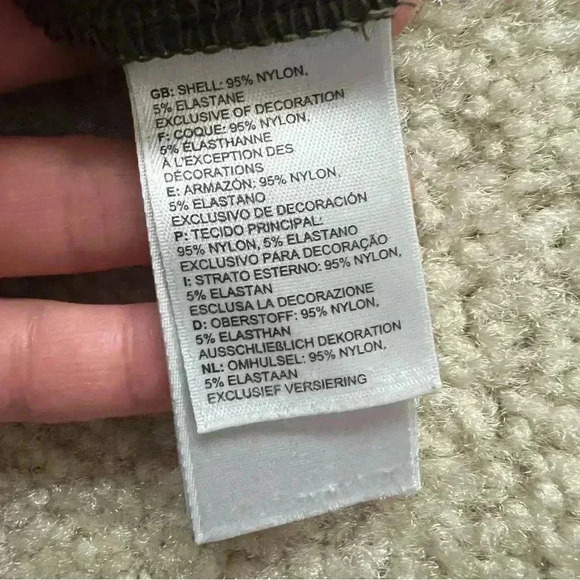 GB: SHELL: 95% NYLON,
5% ELASTANE
EXCLUSIVE OF DECORATION
F: COQUE: 95% NYLON,
5% ÉLASTHANNE
À L'EXCEPTION DES
DÉCORATIONS
E: ARMAZÓN: 95% NYLON,
5% ELASTANO
EXCLUSIVO DE DECORACIÓN
P: TECIDO PRINCIPAL:
95% NYLON, 5% ELASTANO
EXCLUSIVO PARA DECORAÇÃO
I: STRATO ESTERNO: 95% NYLON,
5% ELASTAN
ESCLUSA LA DECORAZIONE
D: OBERSTOFF: 95% NYLON,
5% ELASTHAN
AUSSCHLIEßLICH DEKORATION
NL: OMHULSEL: 95% NYLON,
5% ELASTAAN
EXCLUSIEF VERSIERING